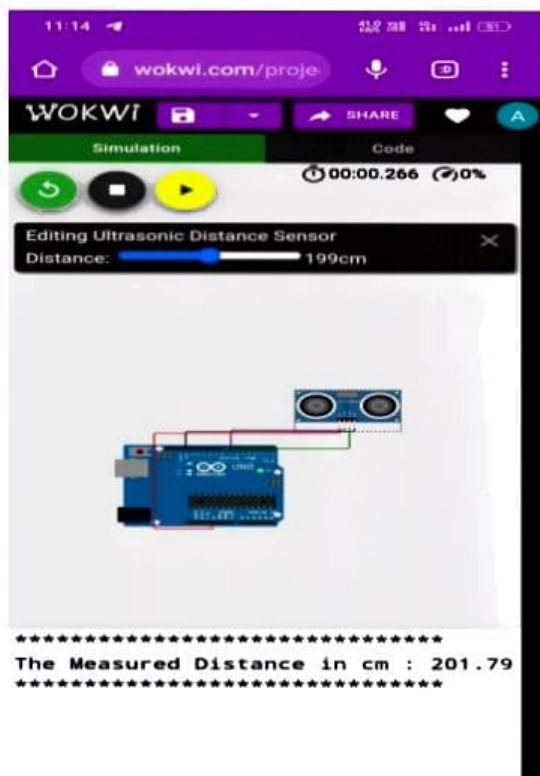 11:14
wokwi.com/proje
:D
WOKWI
SHARE
A
Simulation
Code
00:00.266
0%
Editing Ultrasonic Distance Sensor
Distance:
199cm
UNO
*******************************
The Measured Distance in cm : 201.79
*******************************